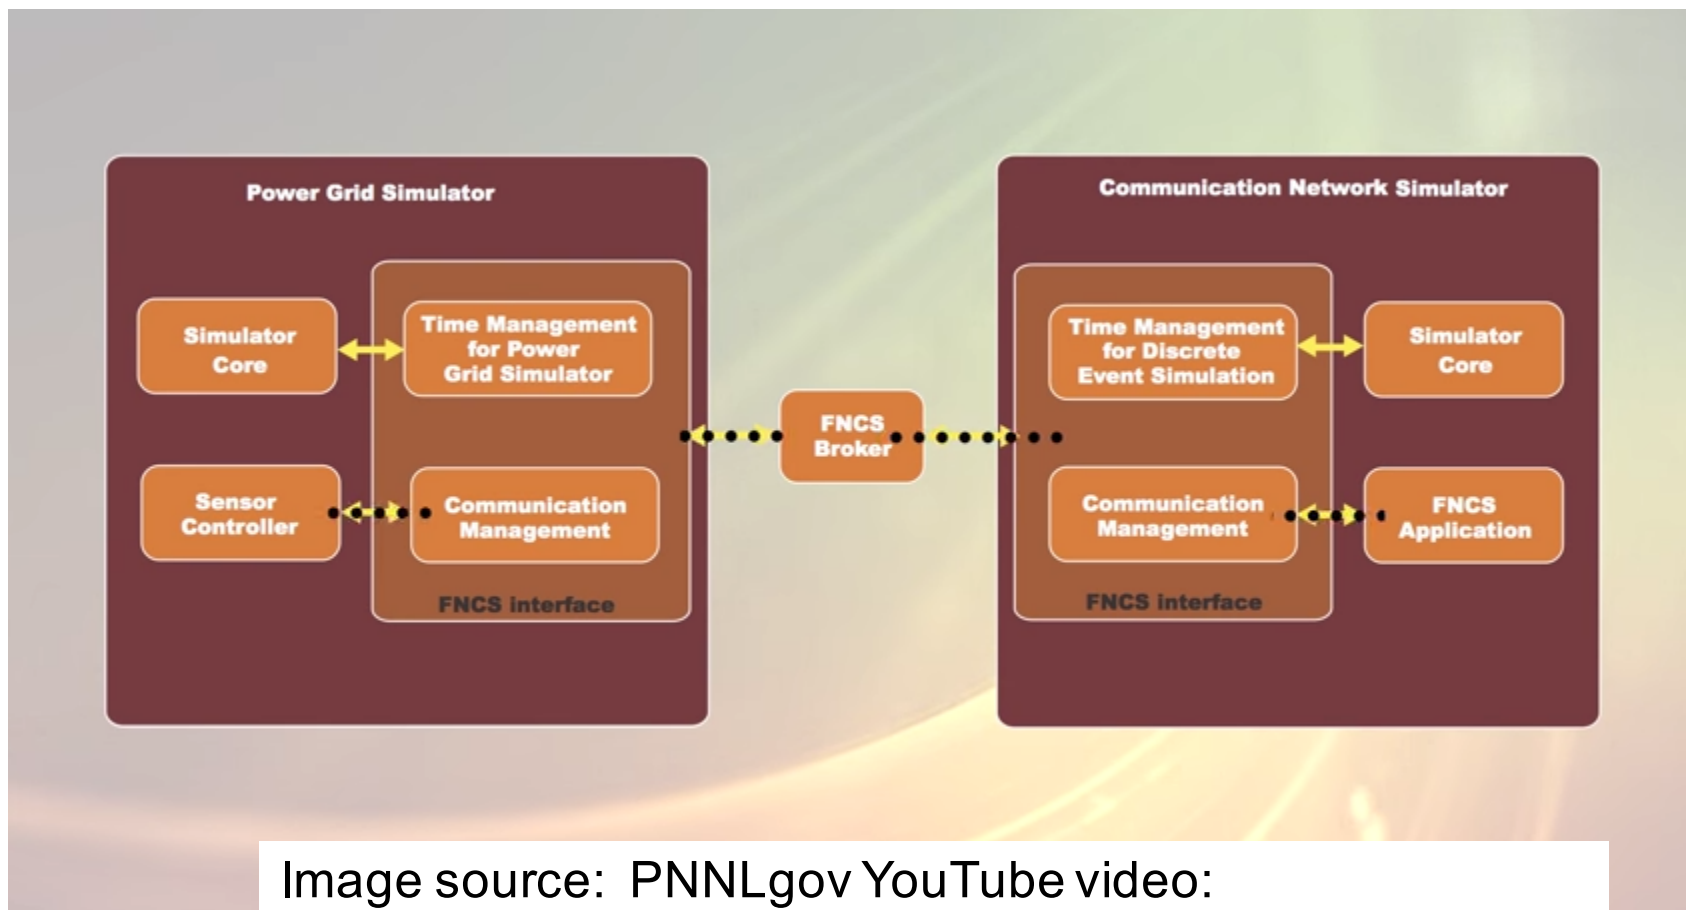 Power Grid Simulator
Simulator
Core
Time Management
for Power
Grid Simulator
Sensor
Controller
Communication
Management
FNCS interface
FNCS
Broker
Communication Network Simulator
Time Management
for Discrete
Event Simulation
Simulator
Core
Communication
Management
FNCS
Application
FNCS interface
Image source:  PNNLgov YouTube video: